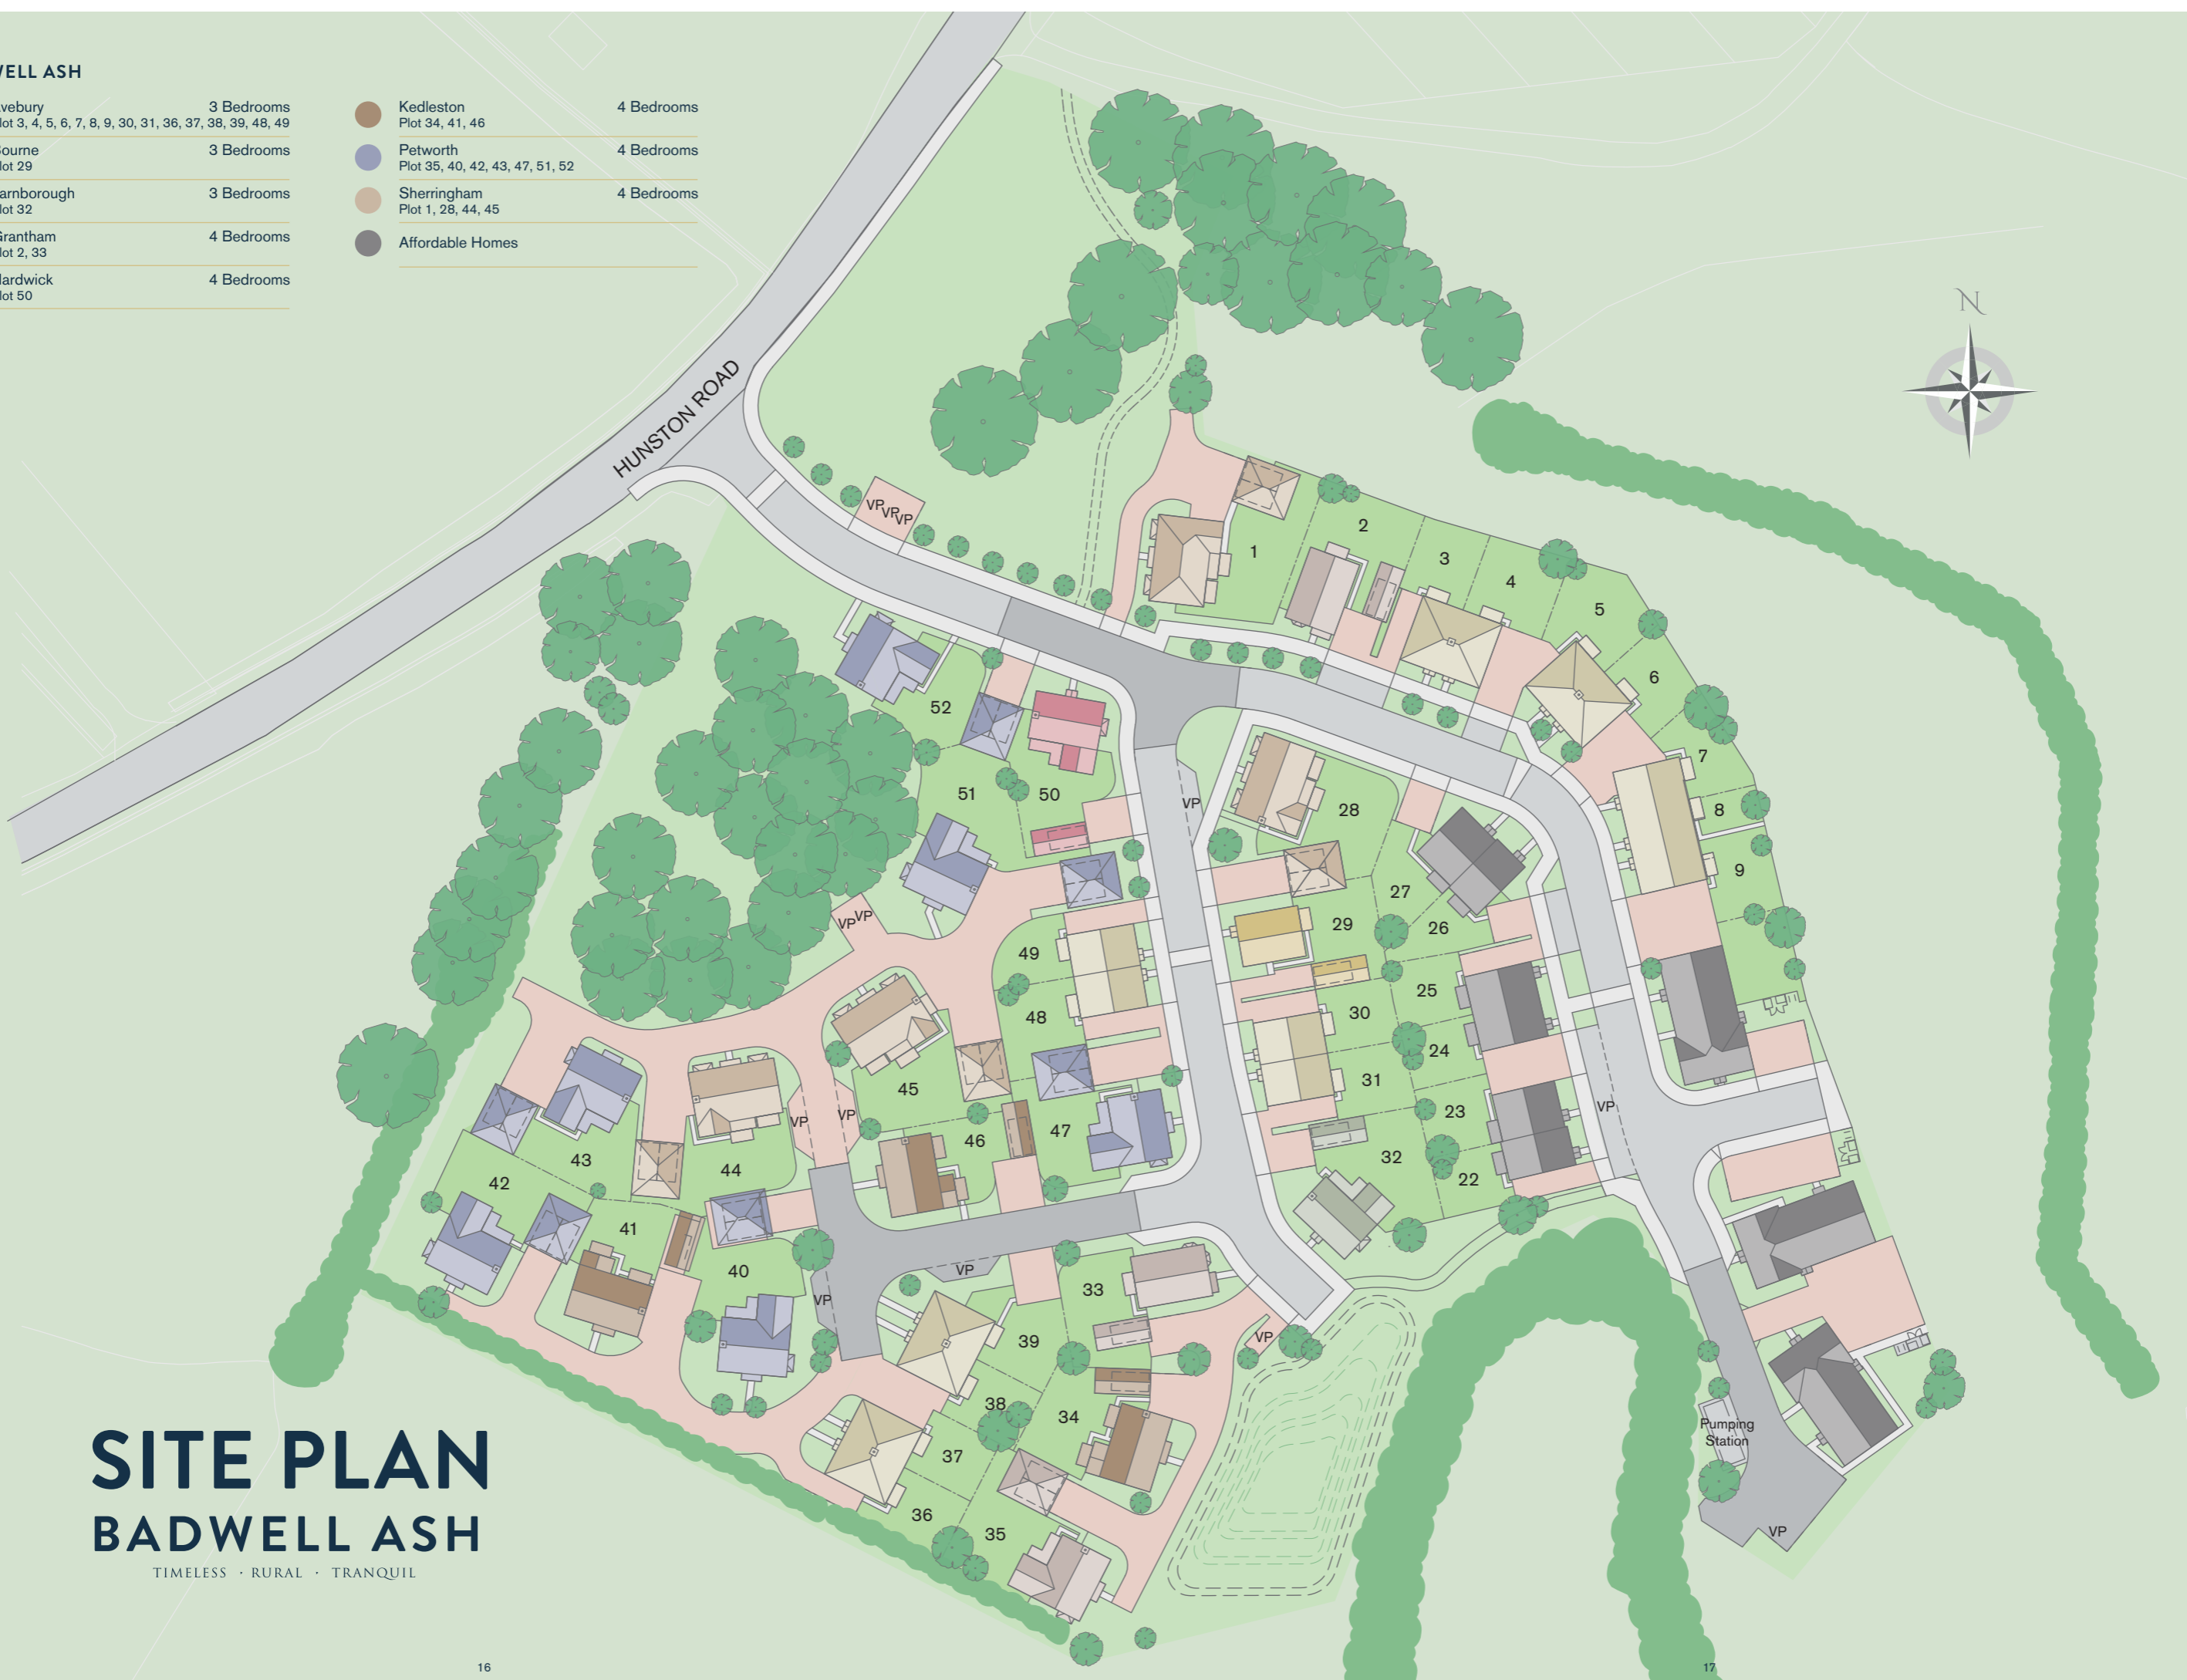 WELL ASH
vebury 3 Bedrooms
lot 3, 4, 5, 6, 7, 8, 9, 30, 31, 36, 37, 38, 39, 48, 49
ourne 3 Bedrooms
lot 29
arnborough 3 Bedrooms
lot 32
Grantham 4 Bedrooms
lot 2, 33
Hardwick 4 Bedrooms
lot 50
Kedleston 4 Bedrooms
Plot 34, 41, 46
Petworth 4 Bedrooms
Plot 35, 40, 42, 43, 47, 51, 52
Sherringham 4 Bedrooms
Plot 1, 28, 44, 45
Affordable Homes
N
HUNSTON ROAD
VP
VP
VP
1
2
3
4
5
6
7
8
9
52
51
50
VP
28
27
29
26
VP
VP
49
48
25
30
24
31
23
VP
45
VP
VP
46
47
32
22
43
44
42
41
40
VP
VP
33
39
VP
38
34
37
36
35
Pumping
Station
VP
SITE PLAN
BADWELL ASH
TIMELESS · RURAL · TRANQUIL
16
17